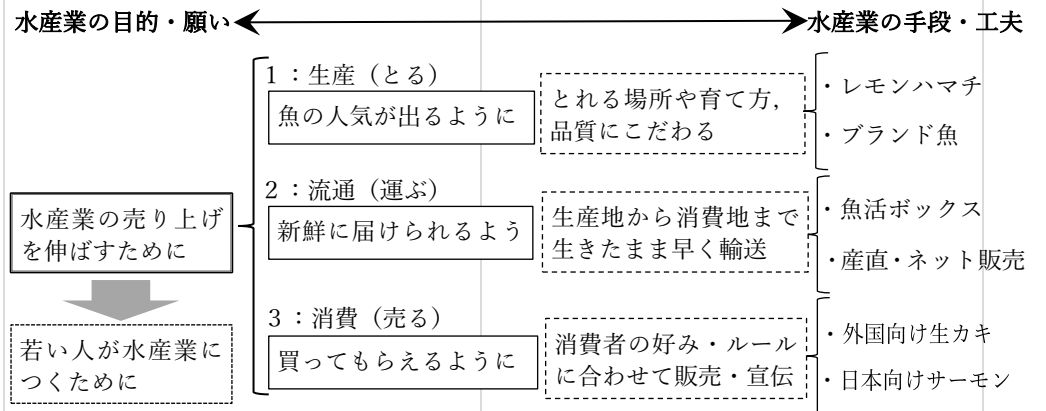 水産業の目的・願い
水産業の手段・工夫
水産業の売り上げ
を伸ばすために
若い人が水産業に
つくために
1：生産（とる）
魚の人気が出るように
とれる場所や育て方，
品質にこだわる
・レモンハマチ
・ブランド魚
2：流通（運ぶ）
新鮮に届けられるよう
生産地から消費地まで
生きたまま早く輸送
・魚活ボックス
・産直・ネット販売
3：消費（売る）
買ってもらえるように
消費者の好み・ルール
に合わせて販売・宣伝
・外国向け生カキ
・日本向けサーモン